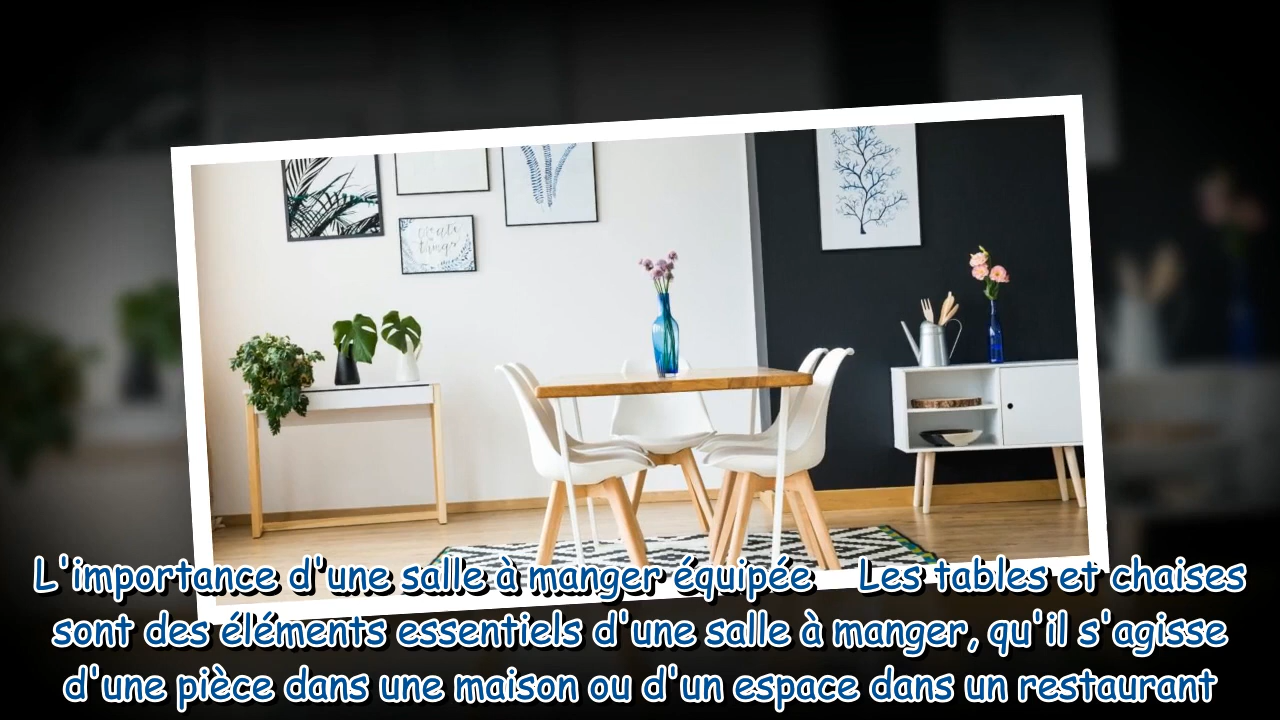 L'importance d'une salle à manger équipée Les tables et chaises
sont des éléments essentiels d'une salle à manger, qu'il s'agisse
d'une pièce dans une maison ou d'un espace dans un restaurant